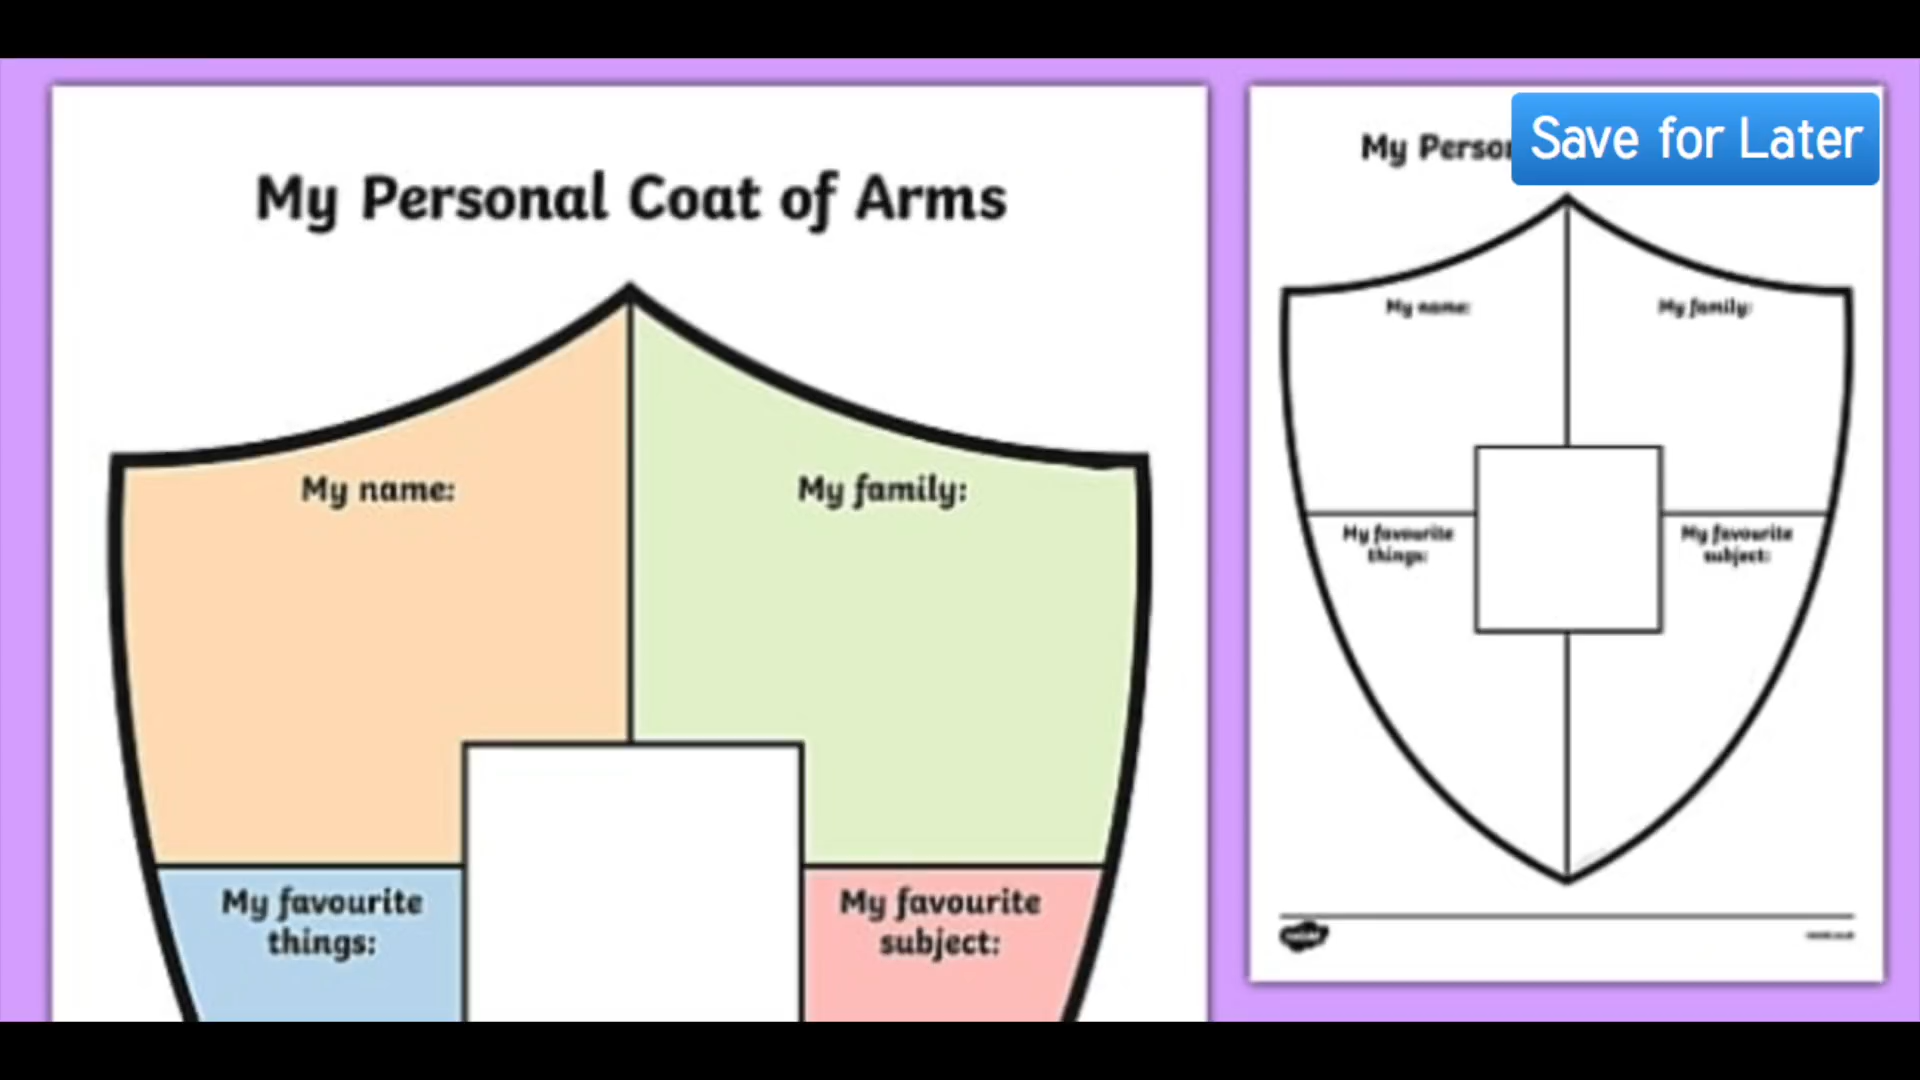 My Personal Coat of Arms
My name:
My family:
My favourite
things:
My favourite
subject:
My Person
Save for Later
My name:
My family:
My favourite
things:
My favourite
subject: